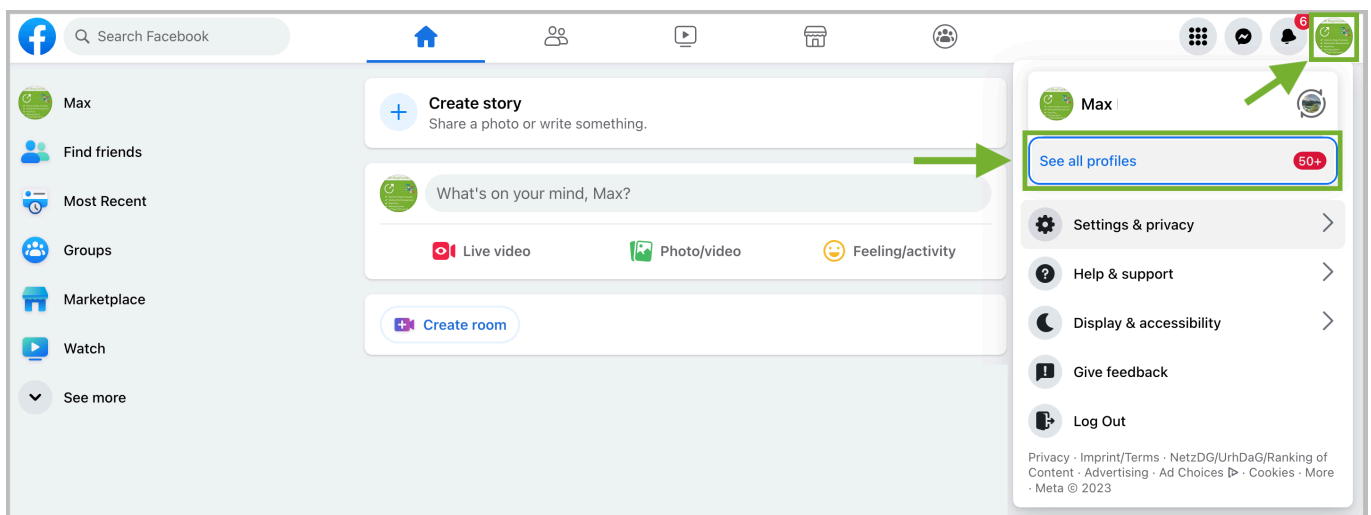 Search Facebook
6
Max
Find friends
Most Recent
Groups
Marketplace
Watch
See more
Create story
Share a photo or write something.
What's on your mind, Max?
Live video
Photo/video
Feeling/activity
Create room
Max
See all profiles
50+
Settings & privacy
Help & support
Display & accessibility
Give feedback
Log Out
Privacy · Imprint/Terms · NetzDG/UrhDaG/Ranking of
Content · Advertising · Ad Choices · Cookies · More
· Meta © 2023